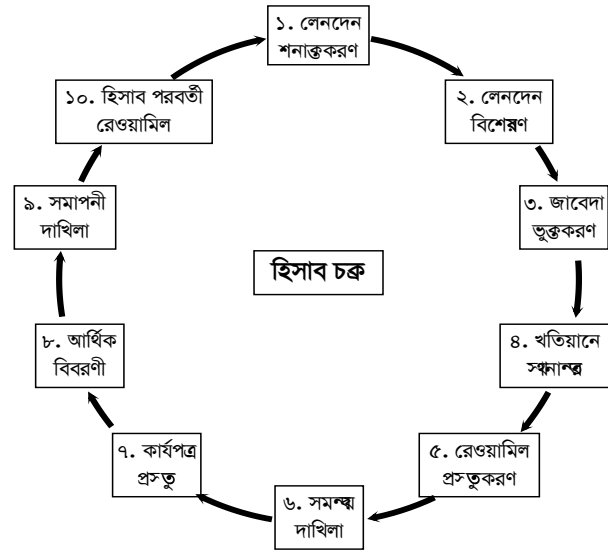 ১. লেনদেন
শনাক্তকরণ
২. লেনদেন
বিশ্লেষণ
৩. জাবেদা
ভুক্তকরণ
৪. খতিয়ানে
স্থানান্তর
৫. রেওয়ামিল
প্রস্তুকরণ
৬. সমন্বয়
দাখিলা
৭. কার্যপত্র
প্রস্তু
৮. আর্থিক
বিবরণী
৯. সমাপনী
দাখিলা
১০. হিসাব পরবর্তী
রেওয়ামিল
হিসাব চক্র